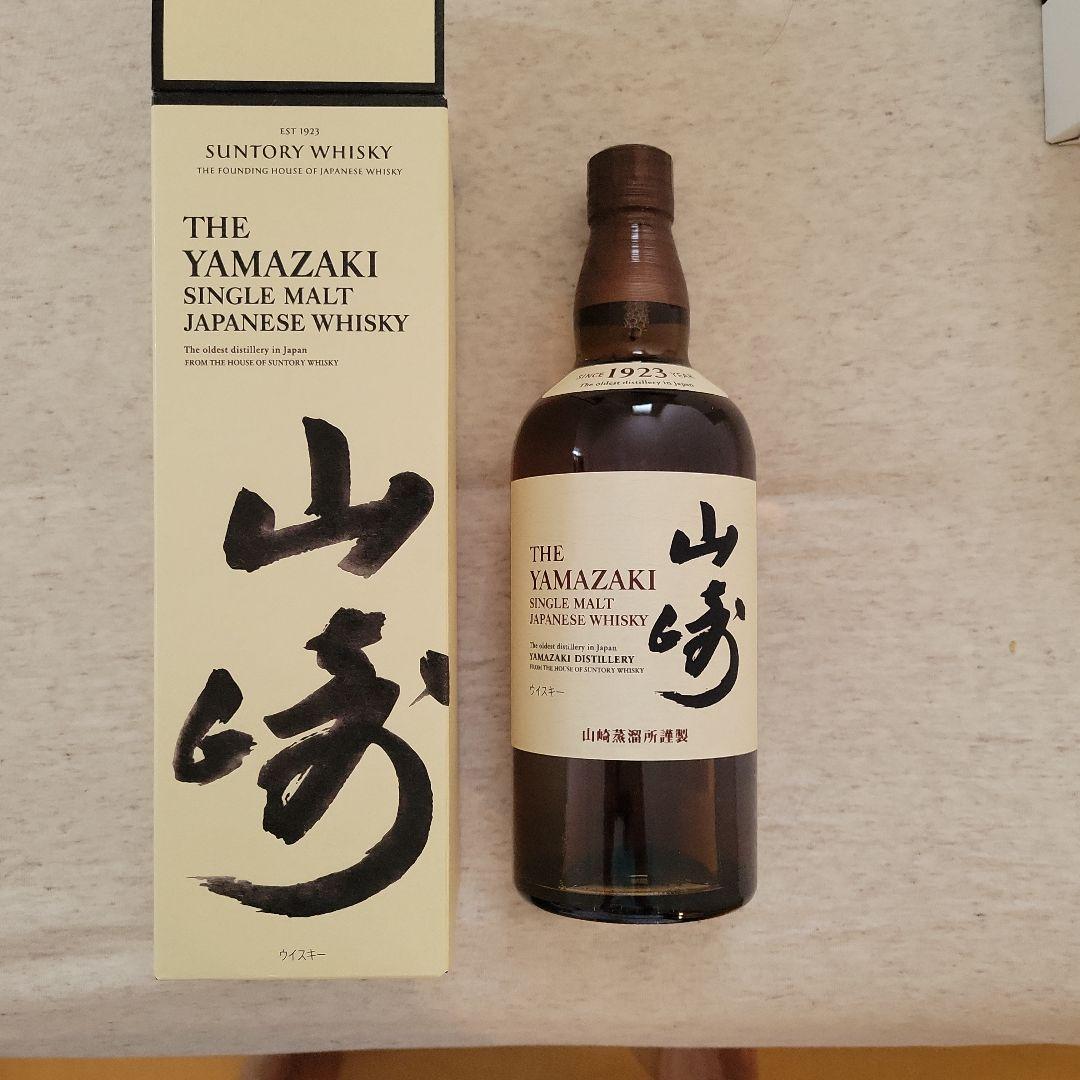 EST 1923
SUNTORY WHISKY
THE FOUNDING HOUSE OF JAPANESE WHISKY
THE
YAMAZAKI
SINGLE MALT
JAPANESE WHISKY
The oldest distillery in Japan
FROM THE HOUSE OF SUNTORY WHISKY
山崎
ウイスキー
SINCE 1923 YEAR
The oldest distillery in Japan
THE
YAMAZAKI
SINGLE MALT
JAPANESE WHISKY
The oldest distillery in Japan
YAMAZAKI DISTILLERY
FROM THE HOUSE OF SUNTORY WHISKY
ウイスキー
山崎
山崎蒸溜所謹製